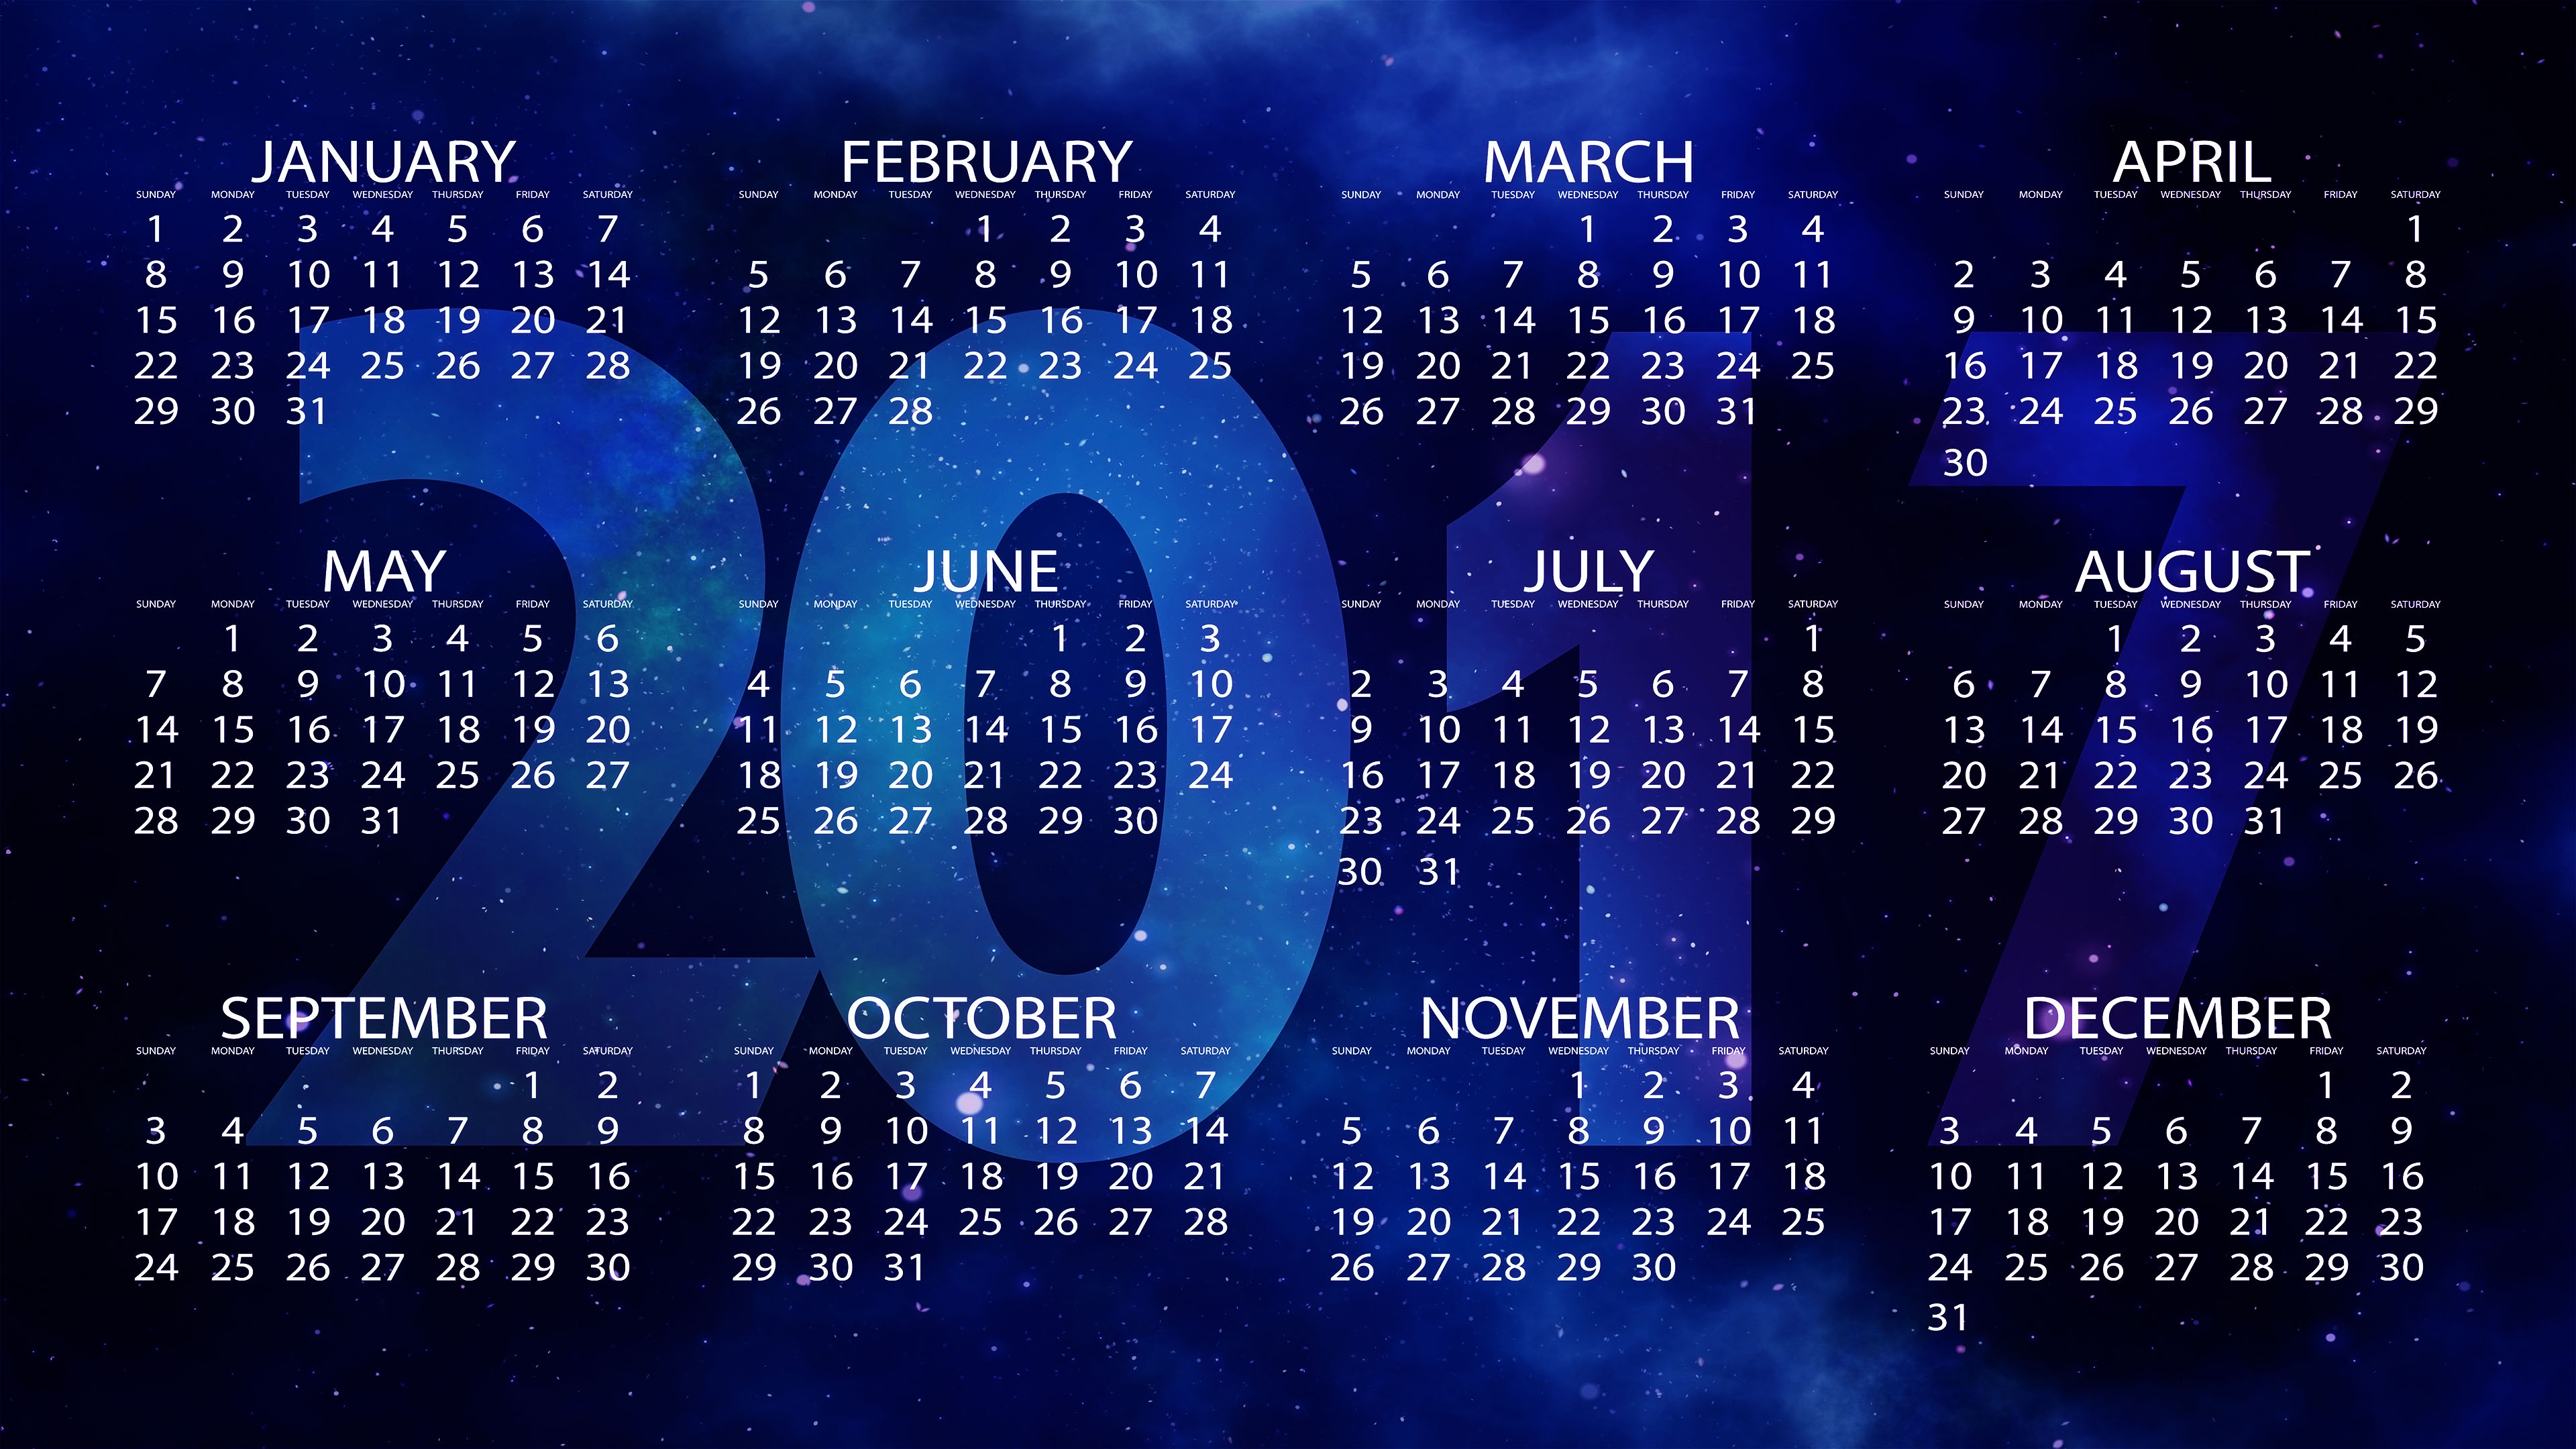 2017
JANUARY
SUNDAY MONDAY TUESDAY WEDNESDAY THURSDAY FRIDAY SATURDAY
1 2 3 4 5 6 7
8 9 10 11 12 13 14
15 16 17 18 19 20 21
22 23 24 25 26 27 28
29 30 31
FEBRUARY
SUNDAY MONDAY TUESDAY WEDNESDAY THURSDAY FRIDAY SATURDAY
1 2 3 4
5 6 7 8 9 10 11
12 13 14 15 16 17 18
19 20 21 22 23 24 25
26 27 28
MARCH
SUNDAY MONDAY TUESDAY WEDNESDAY THURSDAY FRIDAY SATURDAY
1 2 3 4
5 6 7 8 9 10 11
12 13 14 15 16 17 18
19 20 21 22 23 24 25
26 27 28 29 30 31
APRIL
SUNDAY MONDAY TUESDAY WEDNESDAY THURSDAY FRIDAY SATURDAY
1
2 3 4 5 6 7 8
9 10 11 12 13 14 15
16 17 18 19 20 21 22
23 24 25 26 27 28 29
30
MAY
SUNDAY MONDAY TUESDAY WEDNESDAY THURSDAY FRIDAY SATURDAY
1 2 3 4 5 6
7 8 9 10 11 12 13
14 15 16 17 18 19 20
21 22 23 24 25 26 27
28 29 30 31
JUNE
SUNDAY MONDAY TUESDAY WEDNESDAY THURSDAY FRIDAY SATURDAY
1 2 3
4 5 6 7 8 9 10
11 12 13 14 15 16 17
18 19 20 21 22 23 24
25 26 27 28 29 30
JULY
SUNDAY MONDAY TUESDAY WEDNESDAY THURSDAY FRIDAY SATURDAY
1
2 3 4 5 6 7 8
9 10 11 12 13 14 15
16 17 18 19 20 21 22
23 24 25 26 27 28 29
30 31
AUGUST
SUNDAY MONDAY TUESDAY WEDNESDAY THURSDAY FRIDAY SATURDAY
1 2 3 4 5
6 7 8 9 10 11 12
13 14 15 16 17 18 19
20 21 22 23 24 25 26
27 28 29 30 31
SEPTEMBER
SUNDAY MONDAY TUESDAY WEDNESDAY THURSDAY FRIDAY SATURDAY
1 2
3 4 5 6 7 8 9
10 11 12 13 14 15 16
17 18 19 20 21 22 23
24 25 26 27 28 29 30
OCTOBER
SUNDAY MONDAY TUESDAY WEDNESDAY THURSDAY FRIDAY SATURDAY
1 2 3 4 5 6 7
8 9 10 11 12 13 14
15 16 17 18 19 20 21
22 23 24 25 26 27 28
29 30 31
NOVEMBER
SUNDAY MONDAY TUESDAY WEDNESDAY THURSDAY FRIDAY SATURDAY
1 2 3 4
5 6 7 8 9 10 11
12 13 14 15 16 17 18
19 20 21 22 23 24 25
26 27 28 29 30
DECEMBER
SUNDAY MONDAY TUESDAY WEDNESDAY THURSDAY FRIDAY SATURDAY
1 2
3 4 5 6 7 8 9
10 11 12 13 14 15 16
17 18 19 20 21 22 23
24 25 26 27 28 29 30
31